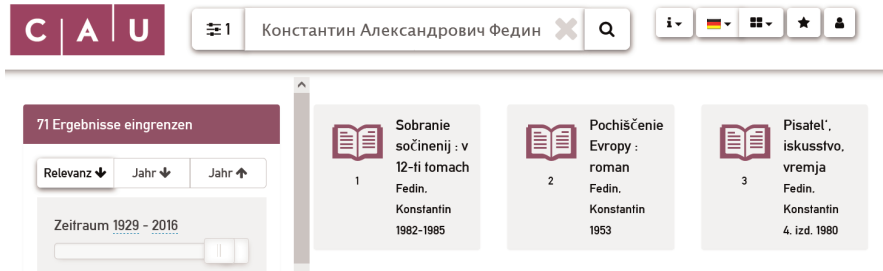 CAU
1
Константин Александрович Федин
71 Ergebnisse eingrenzen
Relevanz
Jahr
Jahr
Zeitraum 1929 - 2016
1
Sobranie
sočinenij : v
12-ti tomach
Fedin,
Konstantin
1982-1985
2
Pochiščenie
Evropy :
roman
Fedin,
Konstantin
1953
3
Pisatel',
iskusstvo,
vremja
Fedin,
Konstantin
4. izd. 1980